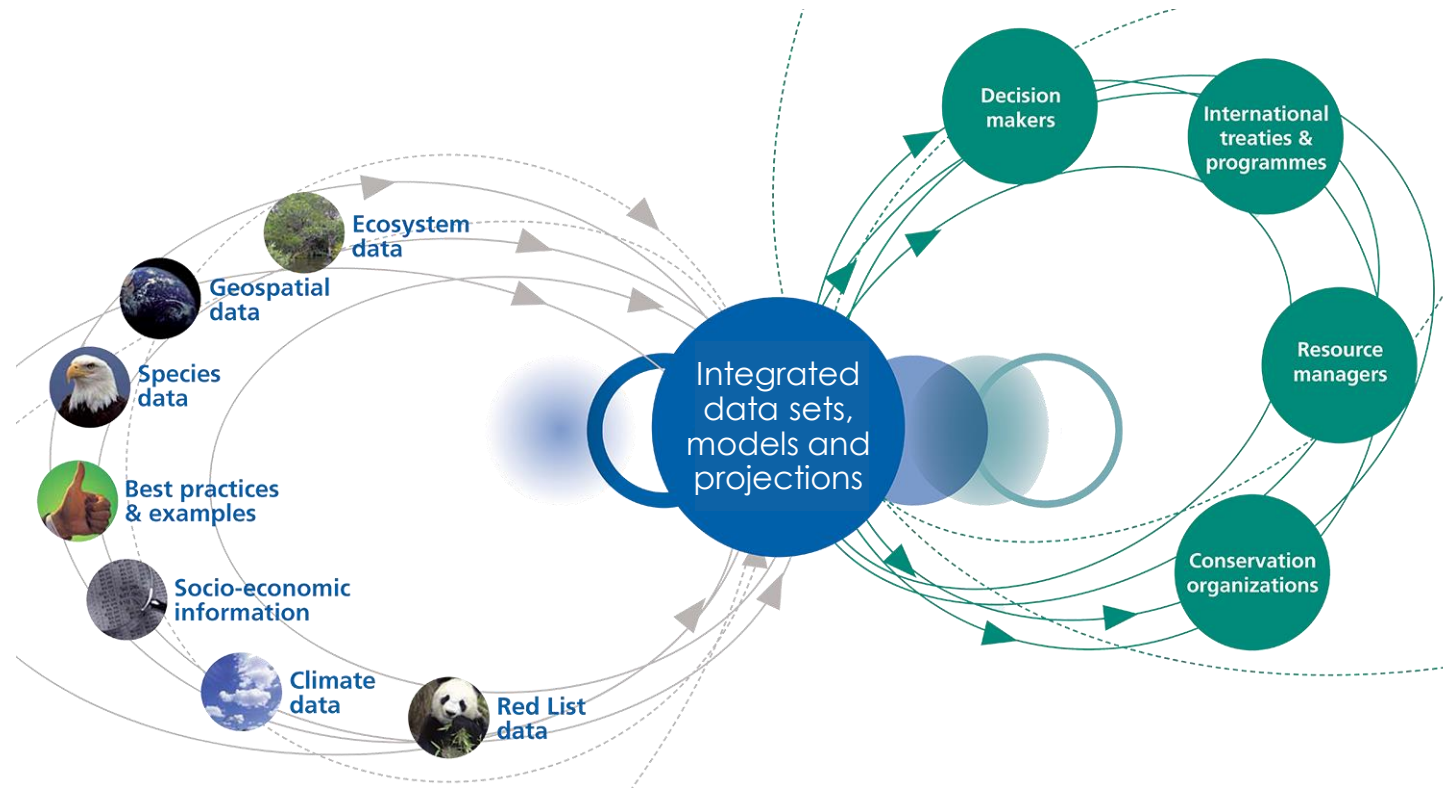 Ecosystem
data
Geospatial
data
Species
data
Best practices
& examples
Socio-economic
information
Climate
data
Red List
data
Integrated
data sets,
models and
projections
Decision
makers
International
treaties &
programmes
Resource
managers
Conservation
organizations